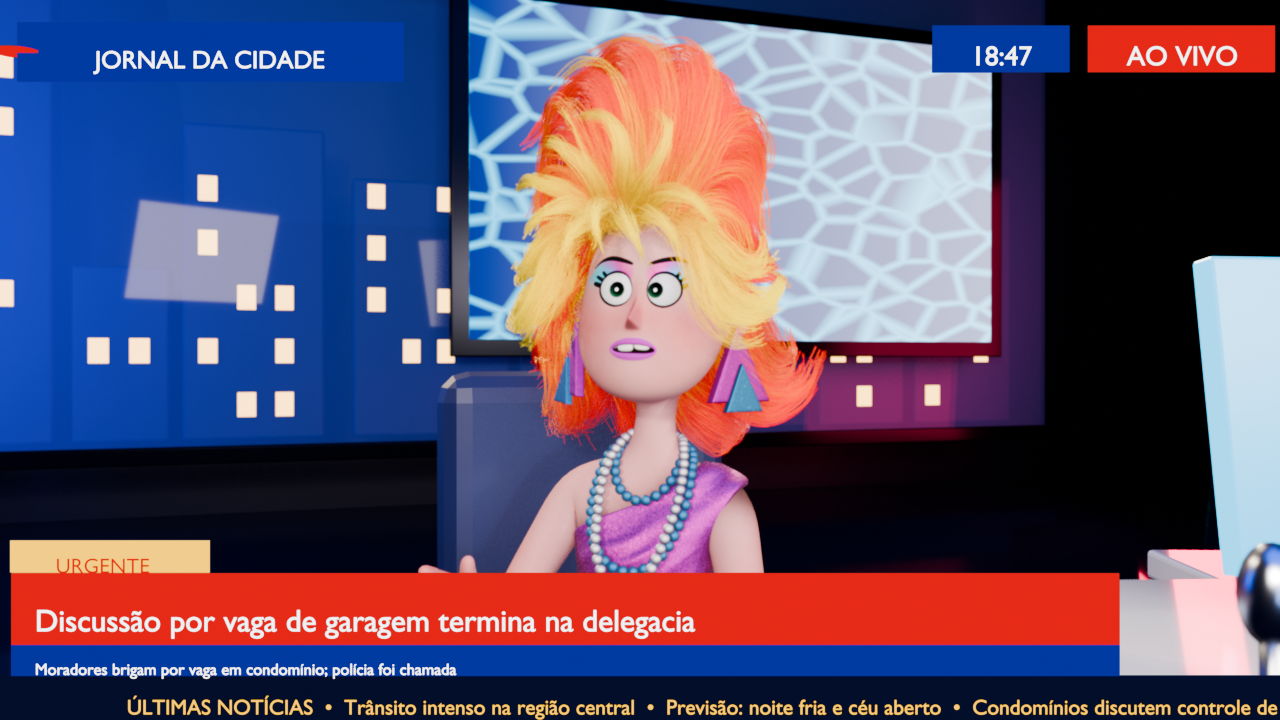 JORNAL DA CIDADE
18:47
AO VIVO
URGENTE
Discussão por vaga de garagem termina na delegacia
Moradores brigam por vaga em condomínio; polícia foi chamada
ÚLTIMAS NOTÍCIAS • Trânsito intenso na região central • Previsão: noite fria e céu aberto • Condomínios discutem controle de